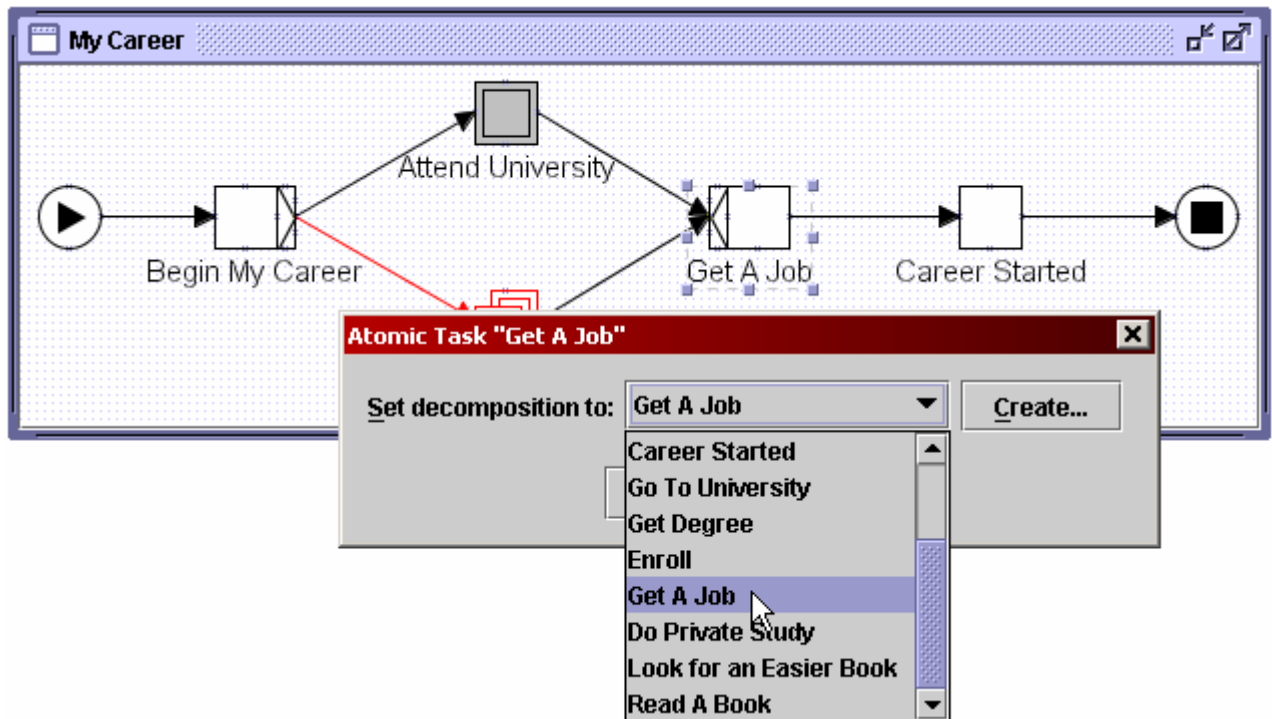 My Career
Attend University
Begin My Career
Get A Job
Career Started
Atomic Task "Get A Job"
Set decomposition to:
Get A Job
Create...
Career Started
Go To University
Get Degree
Enroll
Get A Job
Do Private Study
Look for an Easier Book
Read A Book